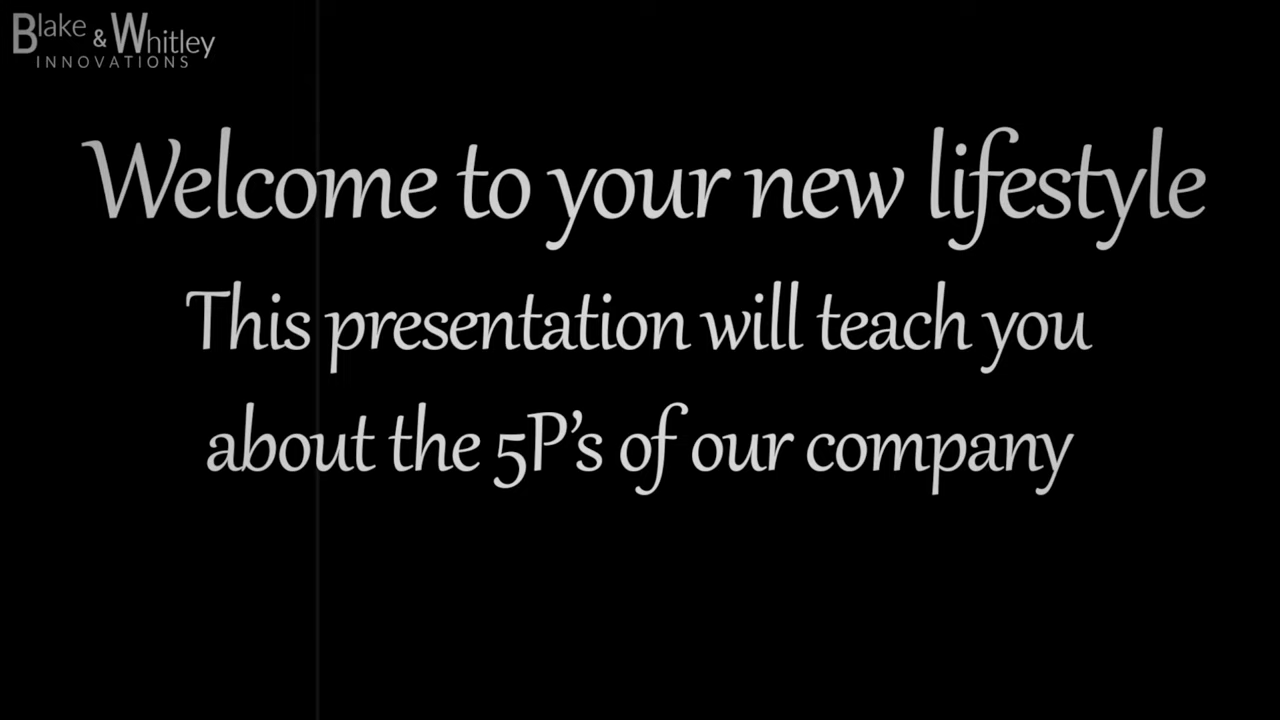 Blake & Whitley
INNOVATIONS
Welcome to your new lifestyle
This presentation will teach you
about the 5P's of our company